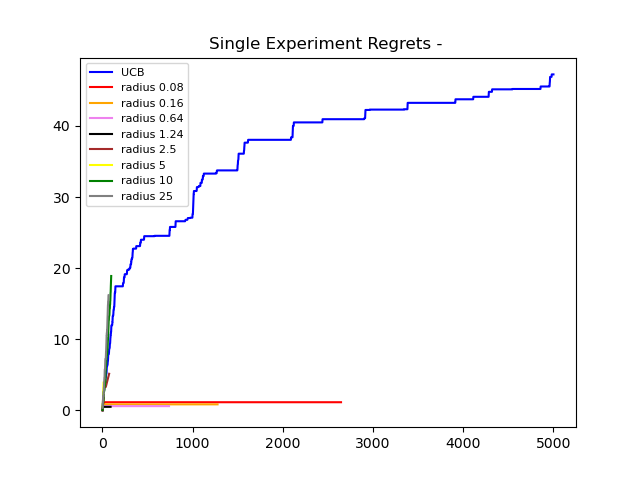 Single Experiment Regrets -
UCB
radius 0.08
radius 0.16
radius 0.64
radius 1.24
radius 2.5
radius 5
radius 10
radius 25
40
30
20
10
0
0 1000 2000 3000 4000 5000